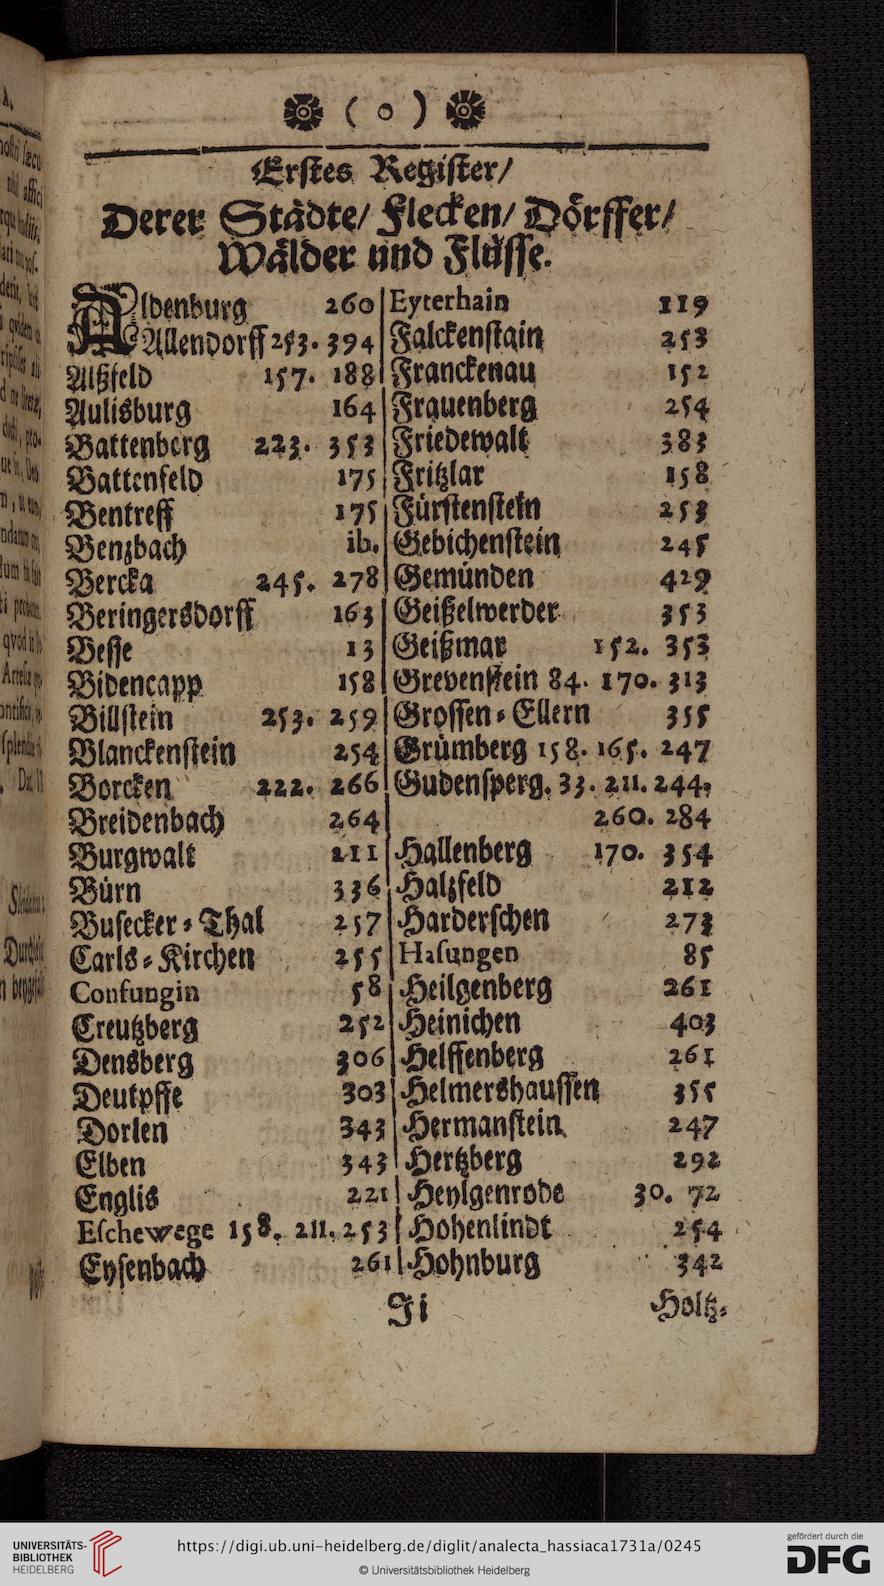 ( o )
Erstes Register/
Derer Städte/ Flecken/ Dörffer/
Wälder und Flüsse.
Aldenburg 260
Allendorff 253. 394
Altzfeld 157. 188
Aulisburg 164
Battenberg 223. 353
Battenfeld 175
Bentreff 175
Benzbach ib.
Bercka 245. 278
Beringersdorff 163
Besse 13
Bidencapp 158
Billstein 253. 259
Blanckenstein 254
Borcken 222. 266
Breidenbach 264
Burgwalt 211
Bürn 336
Busecker-Thal 257
Carls-Kirchen 255
Confungin 58
Creutzberg 252
Densberg 306
Deutpffe 303
Dorlen 343
Elben 343
Englis 221
Eschewege 158. 211. 253
Eysenbach 261
Eyterhain 119
Falckenstain 253
Franckenau 152
Frauenberg 254
Friedewalt 383
Fritzlar 158
Fürstenstein 253
Gebichenstein 245
Gemünden 429
Geißelwerder 353
Geißmar 152. 353
Grevenstein 84. 170. 313
Grossen-Ellern 355
Grümberg 158. 165. 247
Gudensperg. 33. 211. 244.
260. 284
Hallenberg 170. 354
Halzfeld 212
Harderschen 273
Hasungen 85
Heilgenberg 261
Heinichen 403
Helffenberg 261
Helmershaussen 355
Hermanstein 247
Hertzberg 292
Heylgenrode 30. 72
Hohenlindt 254
Hohnburg 342
Ji Holtz-
UNIVERSITÄTS-
BIBLIOTHEK
HEIDELBERG
https://digi.ub.uni-heidelberg.de/diglit/analecta_hassiaca1731a/0245
© Universitätsbibliothek Heidelberg
gefördert durch die
DFG